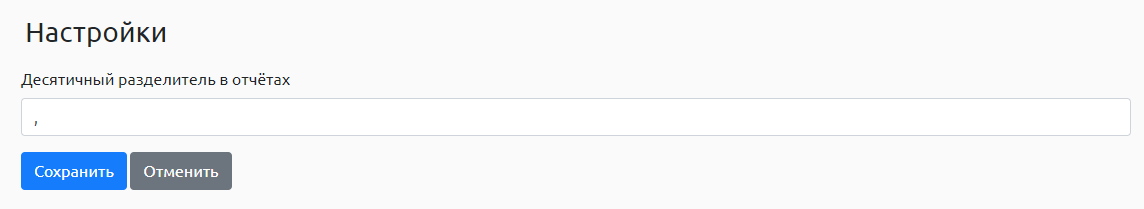 Настройки
Десятичный разделитель в отчётах
,
Сохранить Отменить